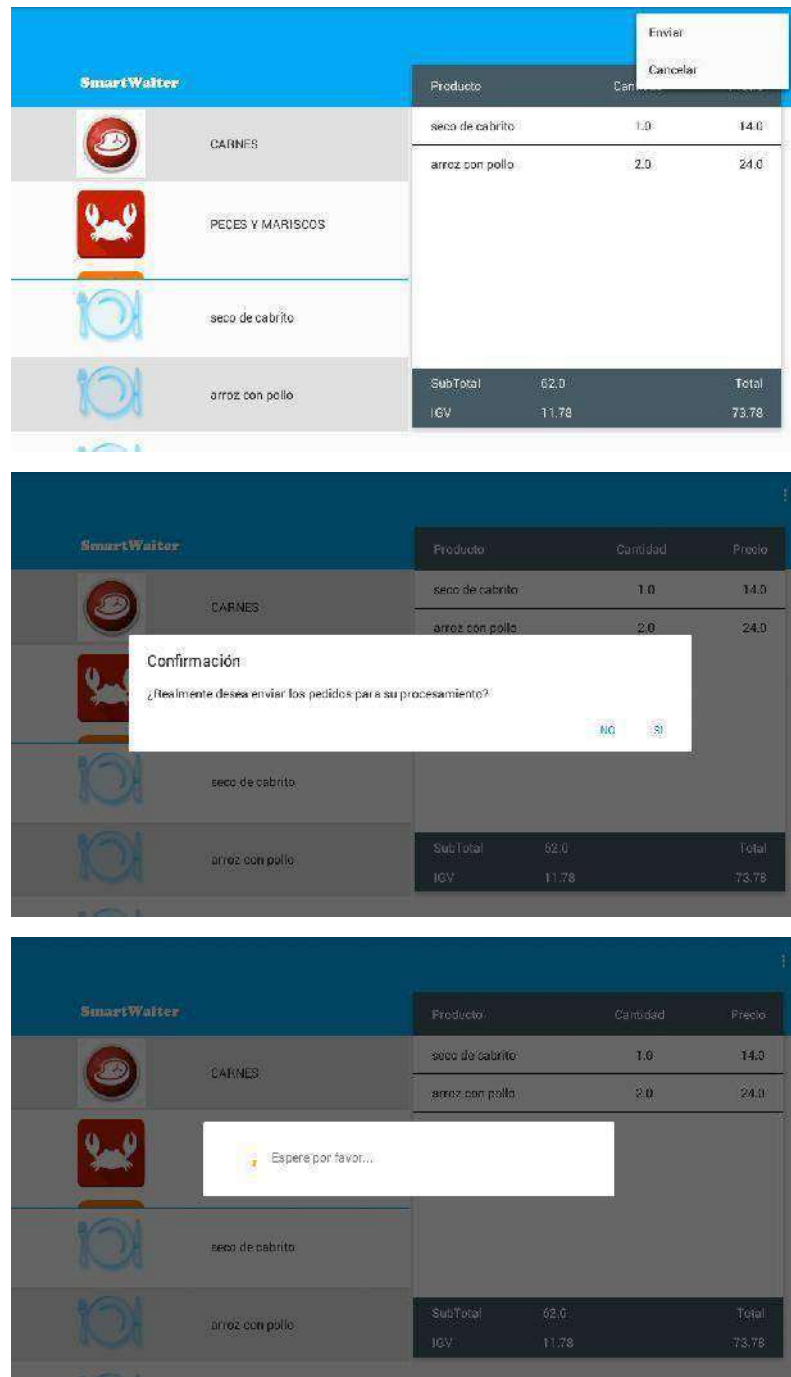 Enviar
Cancelar
SmartWaiter
Producto
seco de cabrito 1.0 14.0
CARNES
arroz con pollo 2.0 24.0
PECES Y MARISCOS
seco de cabrito
arroz con pollo
SubTotal 62.0 Total
IGV 11.78 73.78
SmartWaiter
Producto Cantidad Precio
seco de cabrito 1.0 14.0
CARNES
arroz con pollo 2.0 24.0
Confirmación
¿Realmente desea enviar los pedidos para su procesamiento?
NO SI
seco de cabrito
arroz con pollo
SubTotal 62.0 Total
IGV 11.78 73.78
SmartWaiter
Producto Cantidad Precio
seco de cabrito 1.0 14.0
CARNES
arroz con pollo 2.0 24.0
Espere por favor...
seco de cabrito
arroz con pollo
SubTotal 62.0 Total
IGV 11.78 73.78